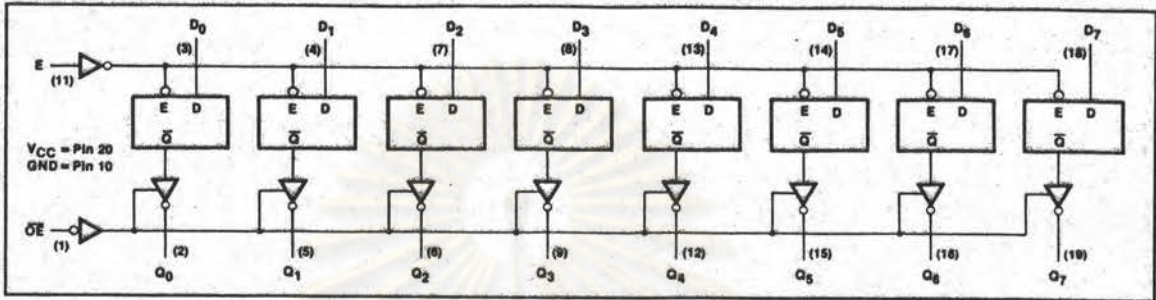 D₀ D₁ D₂ D₃ D₄ D₅ D₆ D₇
(3) (4) (7) (8) (13) (14) (17) (18)
E
(11)
E D E D E D E D E D E D E D E D
Q̅ Q̅ Q̅ Q̅ Q̅ Q̅ Q̅ Q̅
VCC = Pin 20
GND = Pin 10
O̅E̅
(1)
(2) (5) (6) (9) (12) (15) (16) (19)
Q₀ Q₁ Q₂ Q₃ Q₄ Q₅ Q₆ Q₇